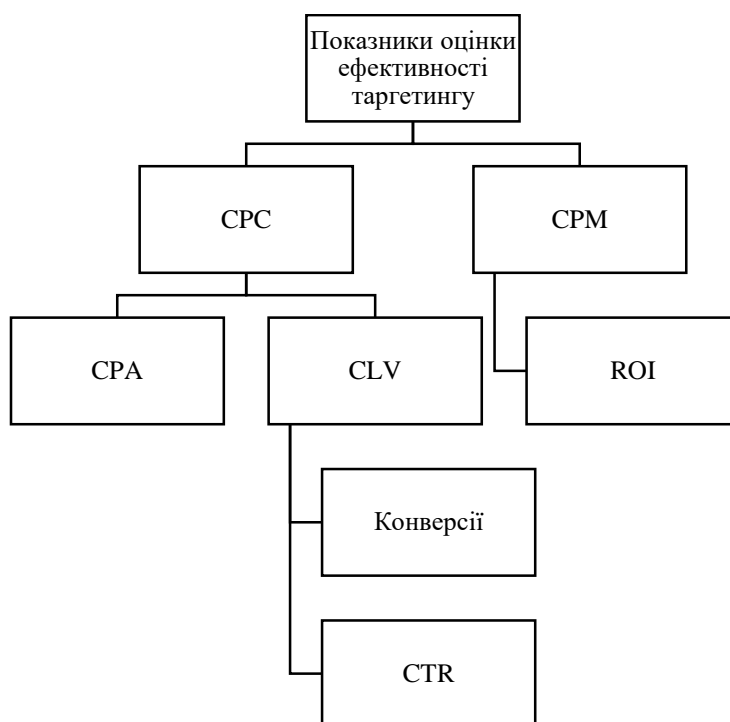 Показники оцінки
ефективності
таргетингу
CPC
CPM
CPA
CLV
ROI
Конверсії
CTR